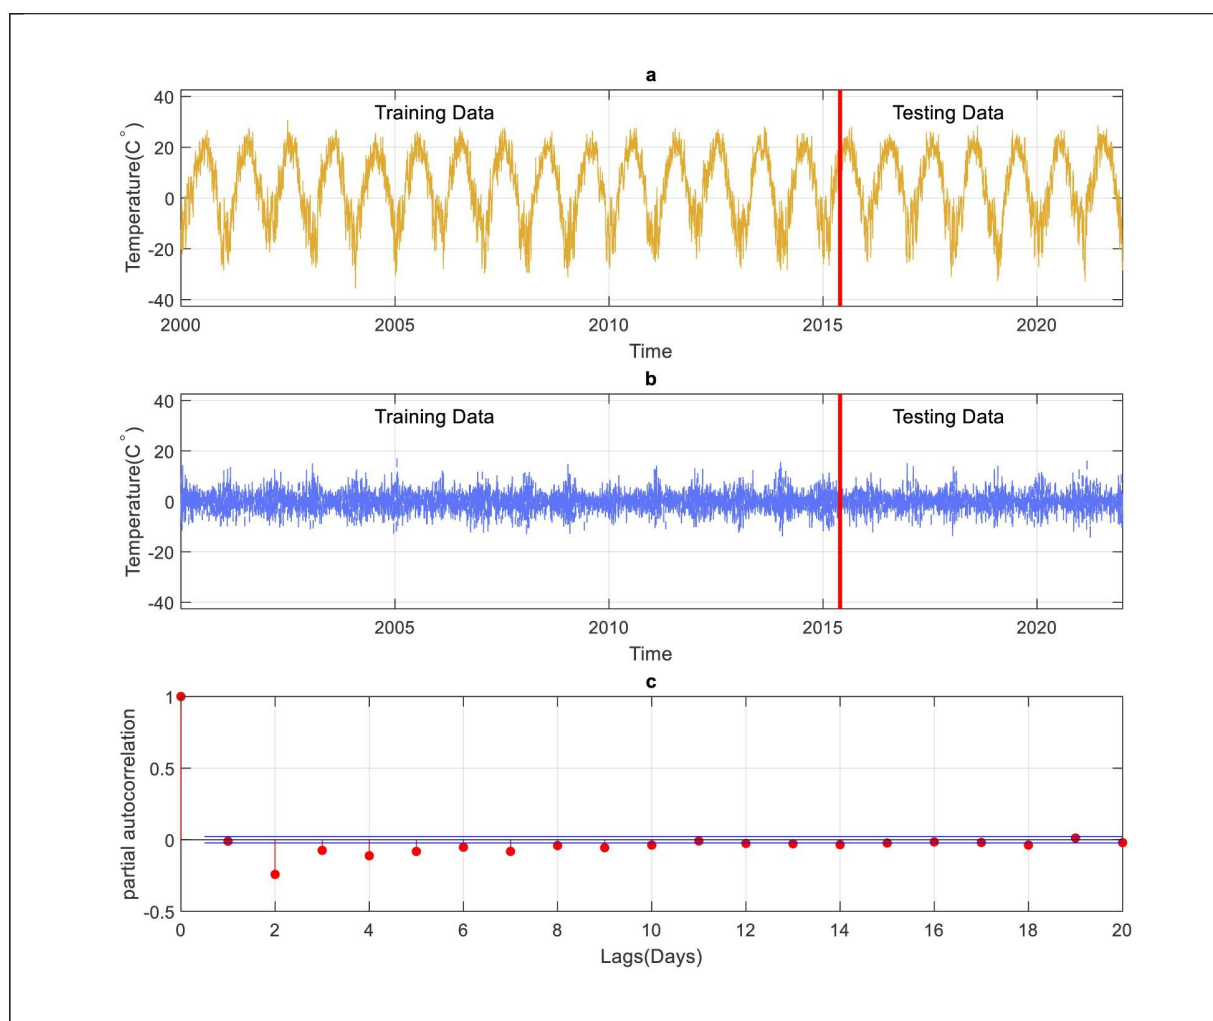 a
Training Data
Testing Data
40
20
0
-20
-40
Temperature(C°)
2000
2005
2010
2015
2020
Time
b
Training Data
Testing Data
40
20
0
-20
-40
Temperature(C°)
2005
2010
2015
2020
Time
c
1
0.5
0
-0.5
partial autocorrelation
0
2
4
6
8
10
12
14
16
18
20
Lags(Days)